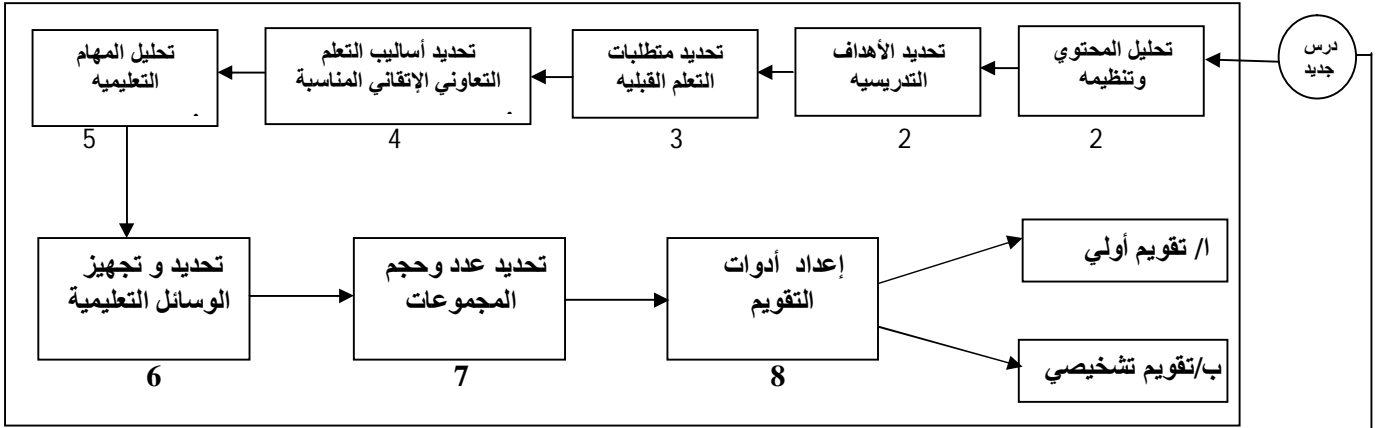 درس
جديد
تحليل المحتوي
وتنظيمه
2
تحديد الأهداف
التدريسيه
2
تحديد متطلبات
التعلم القبليه
3
تحديد أساليب التعلم
التعاوني الإتقاني المناسبة
.
4
تحليل المهام
التعليميه
.
5
تحديد و تجهيز
الوسائل التعليمية
6
تحديد عدد وحجم
المجموعات
7
إعداد أدوات
التقويم
8
ا/ تقويم أولي
ب/تقويم تشخيصي